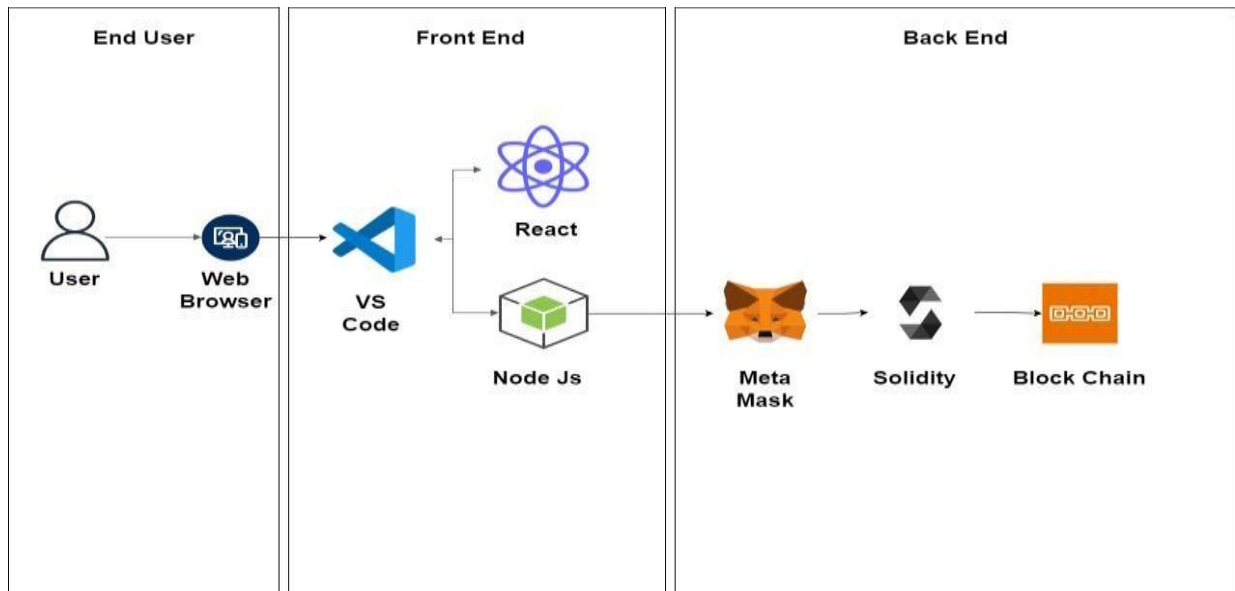 End User
Front End
Back End
User
Web
Browser
VS
Code
React
Node Js
Meta
Mask
Solidity
Block Chain